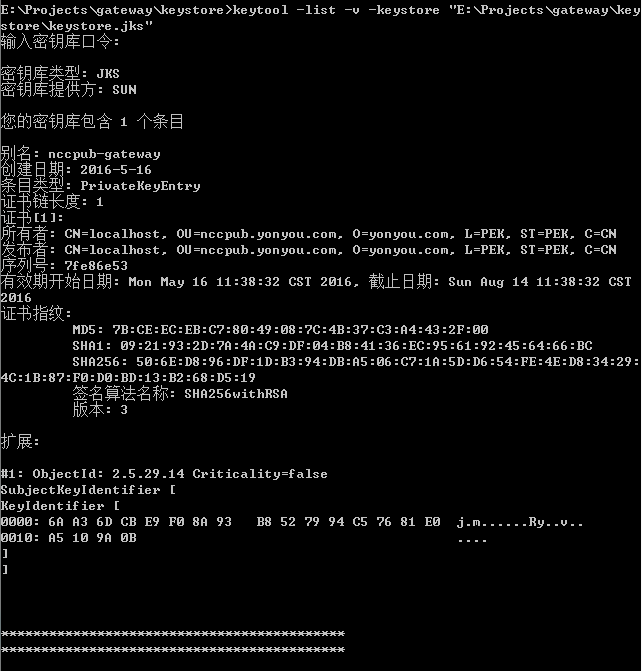 E:\Projects\gateway\keystore>keytool -list -v -keystore "E:\Projects\gateway\key
store\keystore.jks"
输入密钥库口令:
密钥库类型: JKS
密钥库提供方: SUN
您的密钥库包含 1 个条目
别名: nccpub-gateway
创建日期: 2016-5-16
条目类型: PrivateKeyEntry
证书链长度: 1
证书[1]:
所有者: CN=localhost, OU=nccpub.yonyou.com, O=yonyou.com, L=PEK, ST=PEK, C=CN
发布者: CN=localhost, OU=nccpub.yonyou.com, O=yonyou.com, L=PEK, ST=PEK, C=CN
序列号: 7fe86e53
有效期开始日期: Mon May 16 11:38:32 CST 2016, 截止日期: Sun Aug 14 11:38:32 CST
2016
证书指纹:
MD5: 7B:CE:EC:EB:C7:80:49:08:7C:4B:37:C3:A4:43:2F:00
SHA1: 09:21:93:2D:7A:4A:C9:DF:04:B8:41:36:EC:95:61:92:45:64:66:BC
SHA256: 50:6E:D8:96:DF:1D:B3:94:DB:A5:06:C7:1A:5D:D6:54:FE:4E:D8:34:29:
4C:1B:87:F0:D0:BD:13:B2:68:D5:19
签名算法名称: SHA256withRSA
版本: 3
扩展:
#1: ObjectId: 2.5.29.14 Criticality=false
SubjectKeyIdentifier [
KeyIdentifier [
0000: 6A A3 6D CB E9 F0 8A 93   B8 52 79 94 C5 76 81 E0  j.m......Ry..v..
0010: A5 10 9A 0B                                        ....
]
]
*******************************************
*******************************************